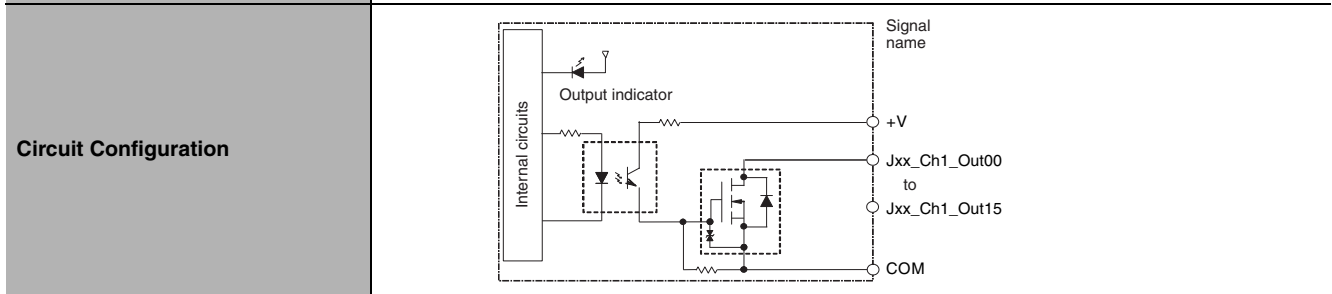 Circuit Configuration
Internal circuits
Output indicator
Signal
name
+V
Jxx_Ch1_Out00
to
Jxx_Ch1_Out15
COM